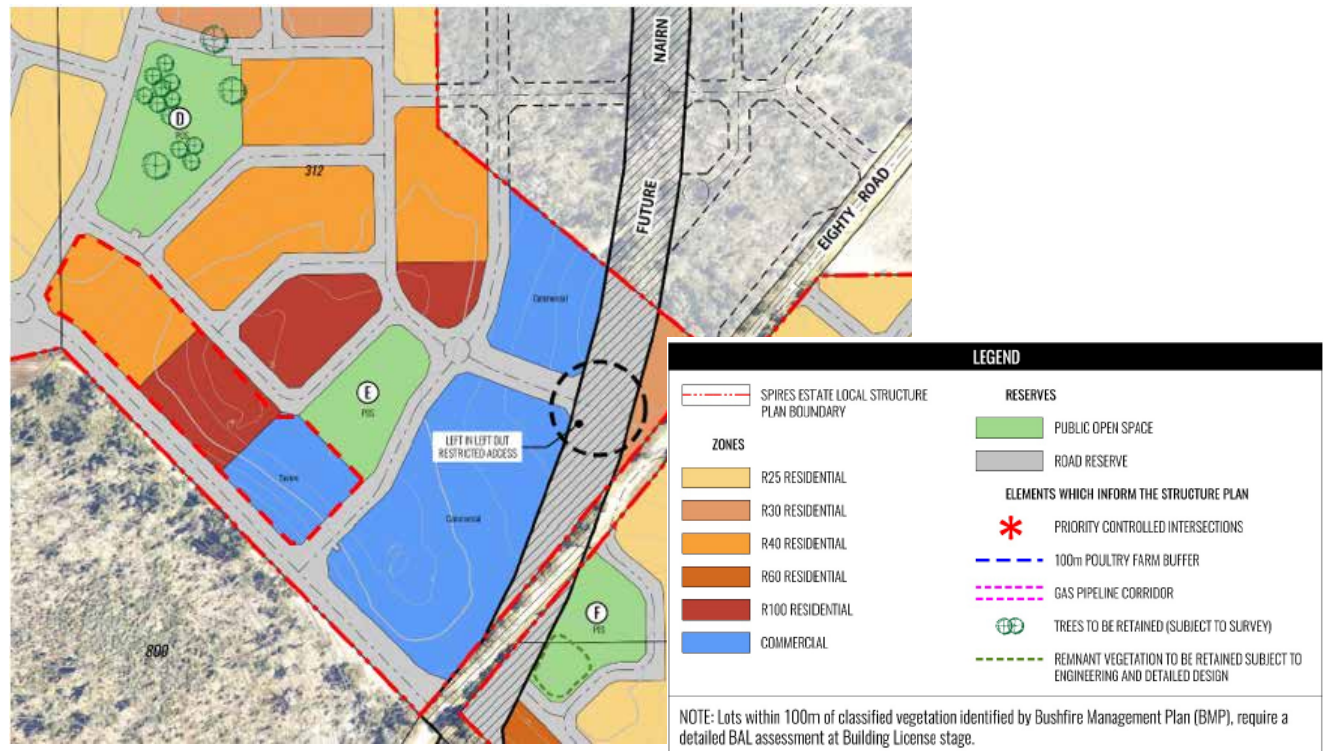 NAIRN
D
POS
312
FUTURE
EIGHTY ROAD
Commercial
E
POS
LEFT IN LEFT OUT
RESTRICTED ACCESS
Tavern
Commercial
F
POS
800
LEGEND
SPIRES ESTATE LOCAL STRUCTURE
PLAN BOUNDARY
ZONES
R25 RESIDENTIAL
R30 RESIDENTIAL
R40 RESIDENTIAL
R60 RESIDENTIAL
R100 RESIDENTIAL
COMMERCIAL
RESERVES
PUBLIC OPEN SPACE
ROAD RESERVE
ELEMENTS WHICH INFORM THE STRUCTURE PLAN
PRIORITY CONTROLLED INTERSECTIONS
100m POULTRY FARM BUFFER
GAS PIPELINE CORRIDOR
TREES TO BE RETAINED (SUBJECT TO SURVEY)
REMNANT VEGETATION TO BE RETAINED SUBJECT TO
ENGINEERING AND DETAILED DESIGN
NOTE: Lots within 100m of classified vegetation identified by Bushfire Management Plan (BMP), require a
detailed BAL assessment at Building License stage.